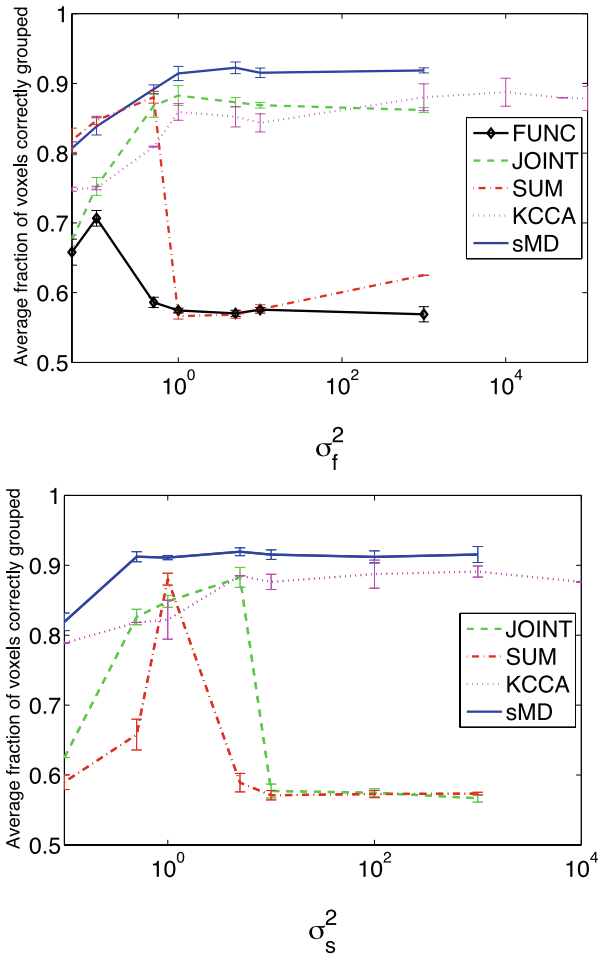 Average fraction of voxels correctly grouped
1
0.9
0.8
0.7
0.6
0.5
10^0
10^2
10^4
FUNC
JOINT
SUM
KCCA
sMD
σ_f^2
Average fraction of voxels correctly grouped
1
0.9
0.8
0.7
0.6
0.5
10^0
10^2
10^4
JOINT
SUM
KCCA
sMD
σ_s^2